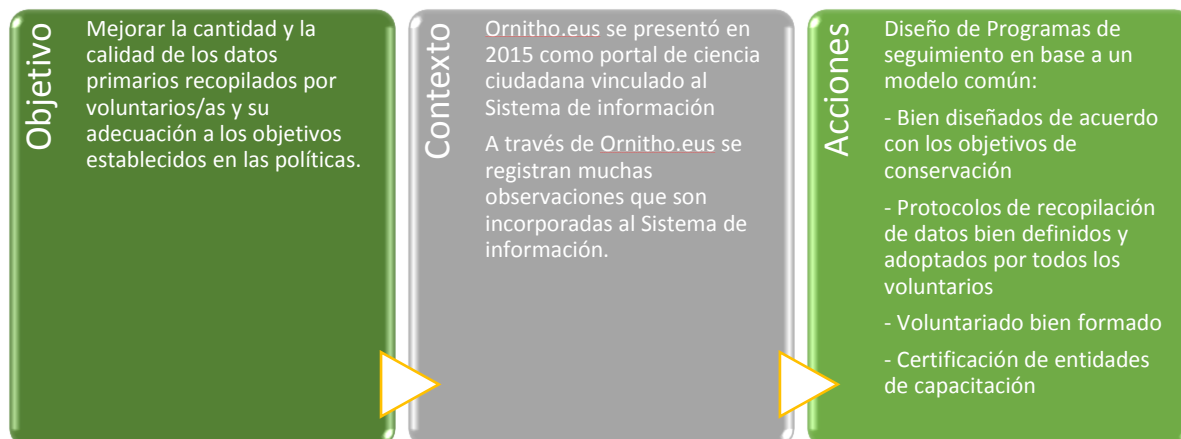 Objetivo
Mejorar la cantidad y la
calidad de los datos
primarios recopilados por
voluntarios/as y su
adecuación a los objetivos
establecidos en las políticas.
Contexto
Ornitho.eus se presentó en
2015 como portal de ciencia
ciudadana vinculado al
Sistema de información
A través de Ornitho.eus se
registran muchas
observaciones que son
incorporadas al Sistema de
información.
Acciones
Diseño de Programas de
seguimiento en base a un
modelo común:
- Bien diseñados de acuerdo
con los objetivos de
conservación
- Protocolos de recopilación
de datos bien definidos y
adoptados por todos los
voluntarios
- Voluntariado bien formado
- Certificación de entidades
de capacitación